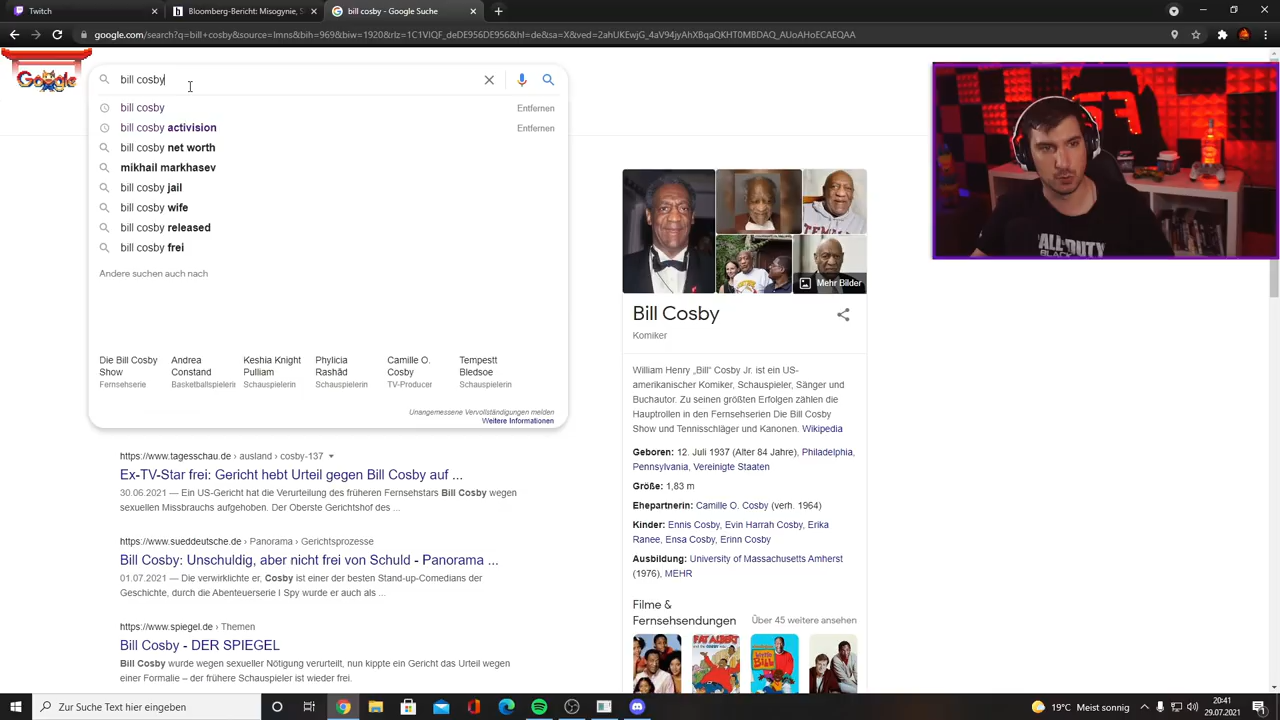 Twitch
google.com/search?q=bill+cosby&source=lmns&bih=969&biw=1920&rlz=1C1VIQF_deDE956DE956&hl=de&sa=X&ved=2ahUKEwjG_4aV94jyAhXBqaQKHT0MBDAQ_AUoAHoECAEQAA
Google
bill cosby
bill cosby
Entfernen
bill cosby activision
Entfernen
bill cosby net worth
mikhail markhasev
bill cosby jail
bill cosby wife
bill cosby released
bill cosby frei
Andere suchen auch nach
Die Bill Cosby Show
Fernsehserie
Andrea Constand
Basketballspielerin
Keshia Knight Pulliam
Schauspielerin
Phylicia Rashād
Schauspielerin
Camille O. Cosby
TV-Producer
Tempestt Bledsoe
Schauspielerin
Unangemessene Vervollständigungen melden
Weitere Informationen
https://www.tagesschau.de › ausland › cosby-137
Ex-TV-Star frei: Gericht hebt Urteil gegen Bill Cosby auf ...
30.06.2021 — Ein US-Gericht hat die Verurteilung des früheren Fernsehstars Bill Cosby wegen
sexuellen Missbrauchs aufgehoben. Der Oberste Gerichtshof des ...
https://www.sueddeutsche.de › Panorama › Gerichtsprozesse
Bill Cosby: Unschuldig, aber nicht frei von Schuld - Panorama ...
01.07.2021 — Die verwirklichte er, Cosby ist einer der besten Stand-up-Comedians der
Geschichte, durch die Abenteuerserie I Spy wurde er auch als ...
https://www.spiegel.de › Themen
Bill Cosby - DER SPIEGEL
Bill Cosby wurde wegen sexueller Nötigung verurteilt, nun kippte ein Gericht das Urteil wegen
einer Formalie – der frühere Schauspieler ist wieder frei.
Mehr Bilder
Bill Cosby
Komiker
William Henry „Bill“ Cosby Jr. ist ein US-
amerikanischer Komiker, Schauspieler, Sänger und
Buchautor. Zu seinen größten Erfolgen zählen die
Hauptrollen in den Fernsehserien Die Bill Cosby
Show und Tennisschläger und Kanonen. Wikipedia
Geboren: 12. Juli 1937 (Alter 84 Jahre), Philadelphia,
Pennsylvania, Vereinigte Staaten
Größe: 1,83 m
Ehepartnerin: Camille O. Cosby (verh. 1964)
Kinder: Ennis Cosby, Evin Harrah Cosby, Erika
Ranee, Ensa Cosby, Erinn Cosby
Ausbildung: University of Massachusetts Amherst
(1976), MEHR
Filme &
Fernsehsendungen
Über 45 weitere ansehen
FAT ALBERT
CALL OF DUTY
BLACK
Zur Suche Text hier eingeben
19°C Meist sonnig
20:41
29.07.2021